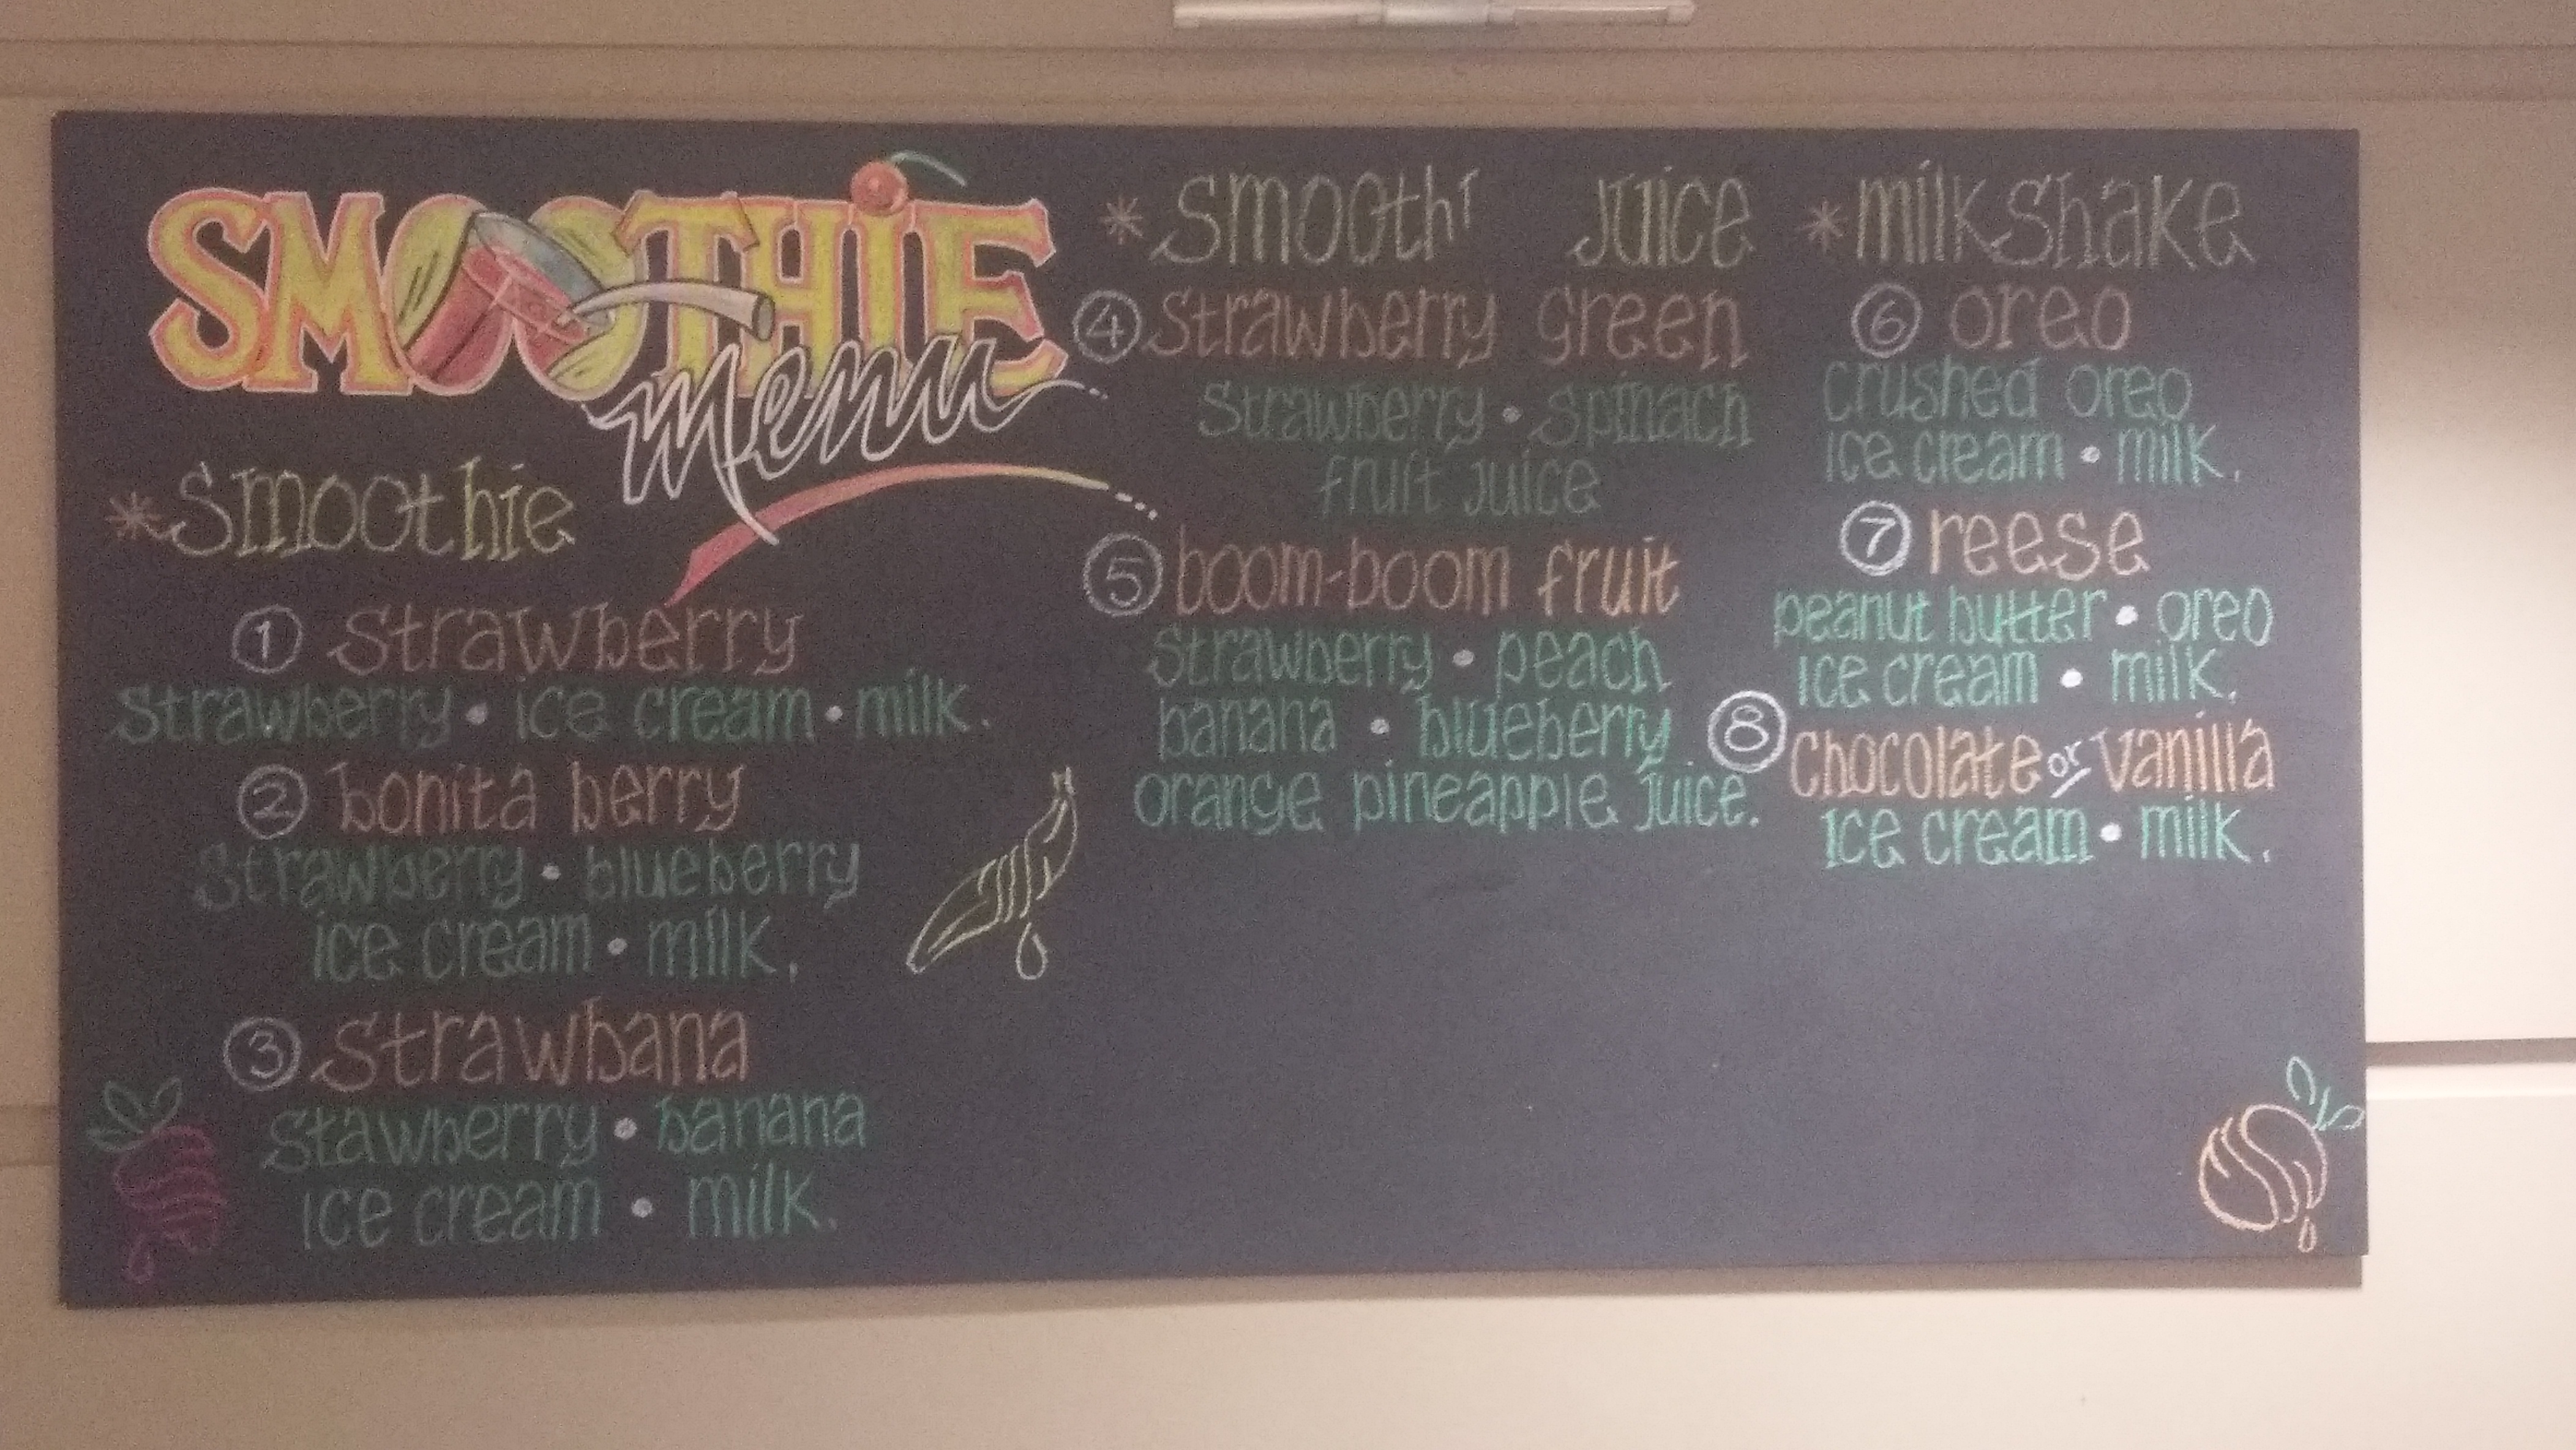 SMOOTHIE
menu
*Smoothie
1 Strawberry
Strawberry • ice cream • milk.
2 bonita berry
Strawberry • blueberry
ice cream • milk.
3 Strawbana
Stawberry • banana
ice cream • milk.
* Juice
4 Strawberry green
Strawberry • spinach
fruit juice
5 boom-boom fruit
Strawberry • peach
banana • blueberry
orange pineapple juice.
*milkshake
6 oreo
crushed oreo
ice cream • milk.
7 reese
peanut butter • oreo
ice cream • milk.
8 Chocolate or Vanilla
ice cream • milk.